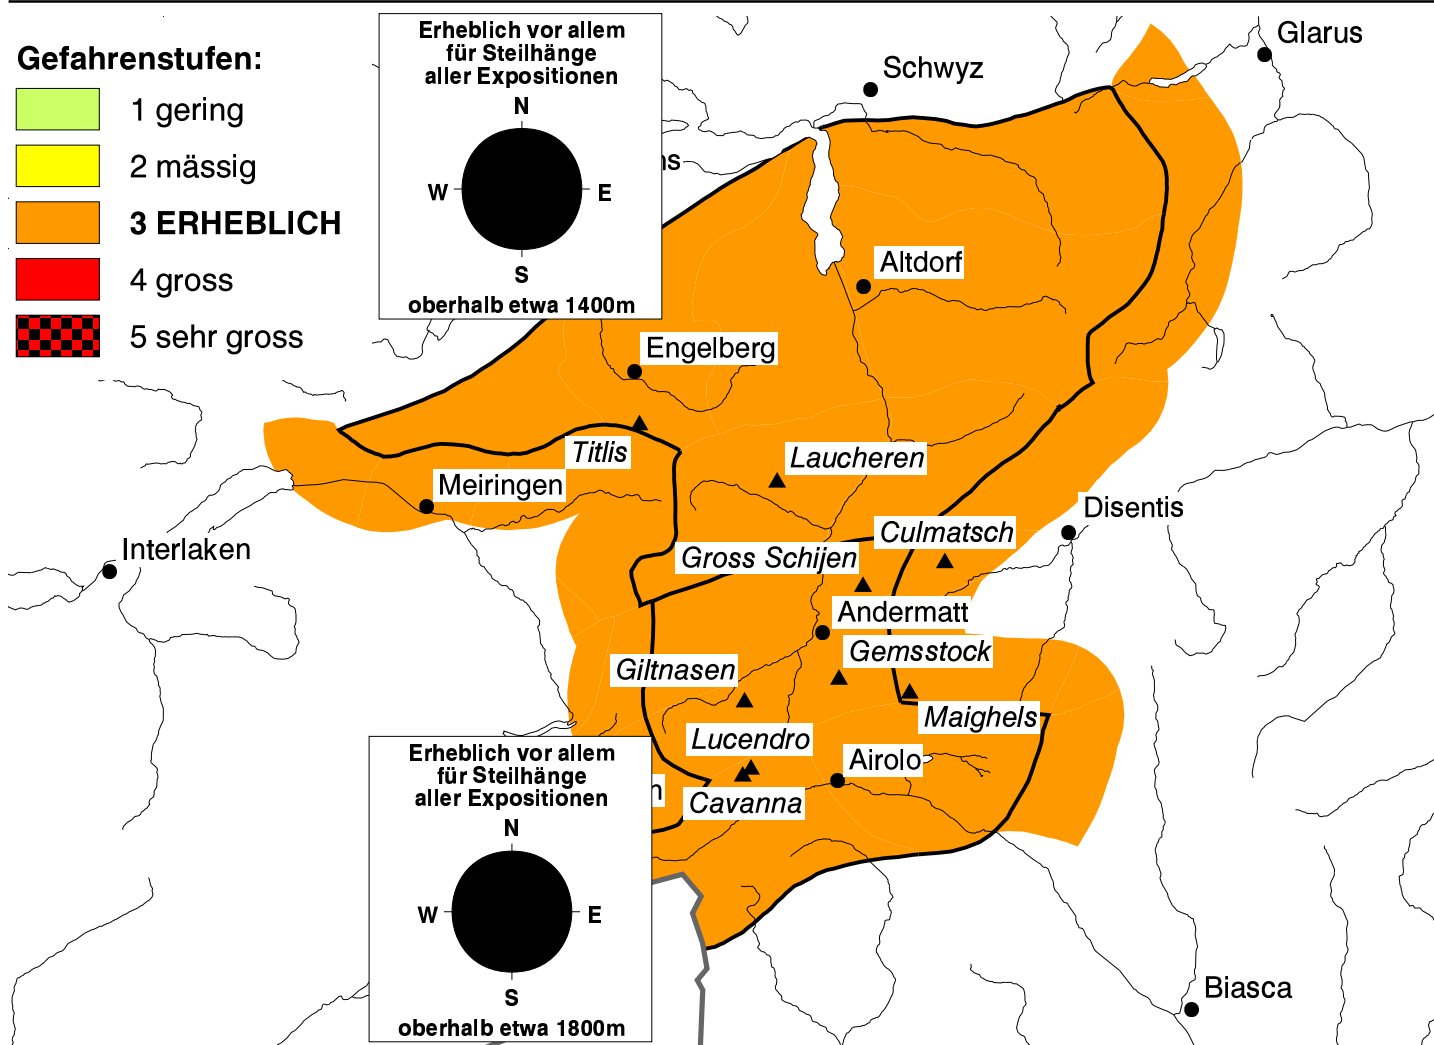 Gefahrenstufen:
1 gering
2 mässig
3 ERHEBLICH
4 gross
5 sehr gross
Erheblich vor allem
für Steilhänge
aller Expositionen
N
W
E
S
oberhalb etwa 1400m
Glarus
Schwyz
Altdorf
Engelberg
Titlis
Laucheren
Meiringen
Disentis
Culmatsch
Interlaken
Gross Schijen
Andermatt
Gemsstock
Giltnasen
Maighels
Lucendro
Airolo
Cavanna
Erheblich vor allem
für Steilhänge
aller Expositionen
N
W
E
S
oberhalb etwa 1800m
Biasca